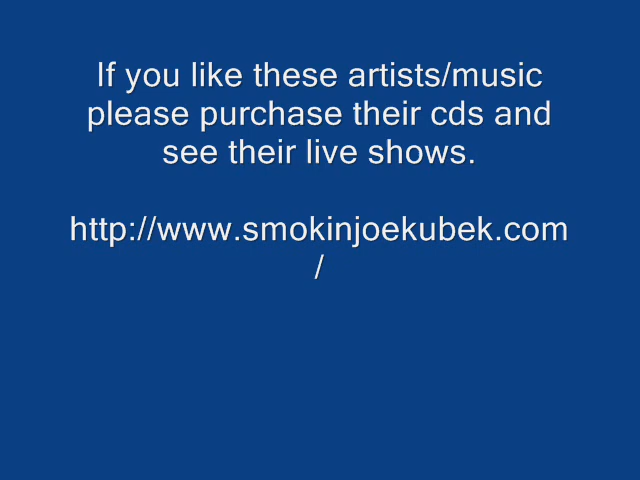 If you like these artists/music
please purchase their cds and
see their live shows.
http://www.smokinjoekubek.com
/